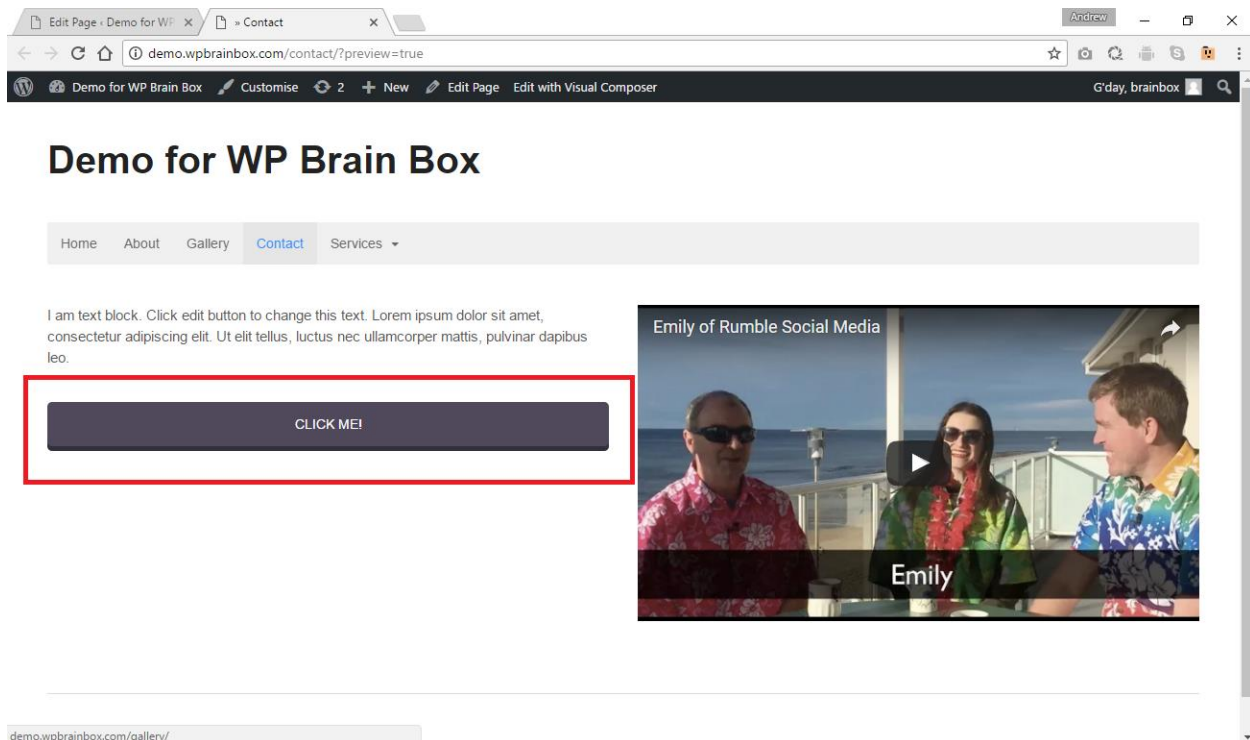 Edit Page ‹ Demo for WP
» Contact
Andrew
demo.wpbrainbox.com/contact/?preview=true
Demo for WP Brain Box Customise 2 + New Edit Page Edit with Visual Composer G'day, brainbox
Demo for WP Brain Box
Home About Gallery Contact Services
I am text block. Click edit button to change this text. Lorem ipsum dolor sit amet,
consectetur adipiscing elit. Ut elit tellus, luctus nec ullamcorper mattis, pulvinar dapibus
leo.
CLICK ME!
Emily of Rumble Social Media
Emily
demo.wpbrainbox.com/gallery/